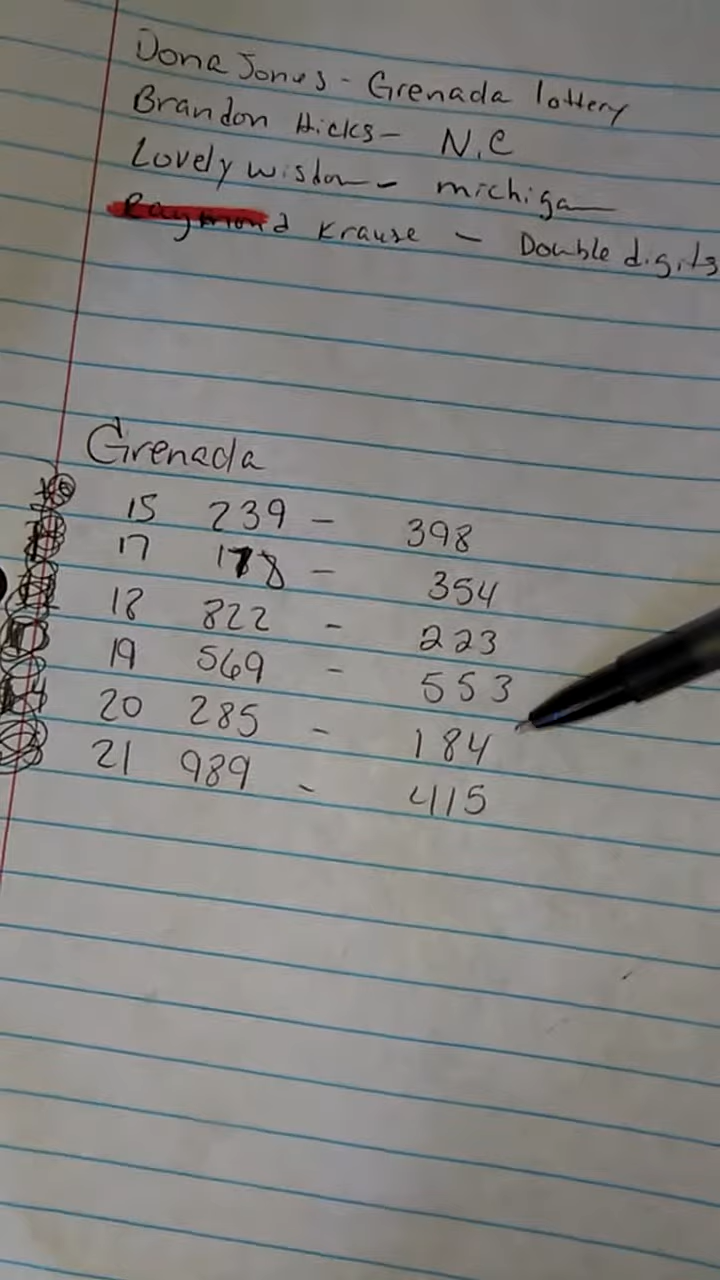 Dona Jones - Grenada lottery
Brandon Hicks - N.C
Lovely wisdom - michigan
Raymond Krause - Double digits
Grenada
15 239 - 398
17 178 - 354
18 822 - 223
19 569 - 553
20 285 - 184
21 989 - 415